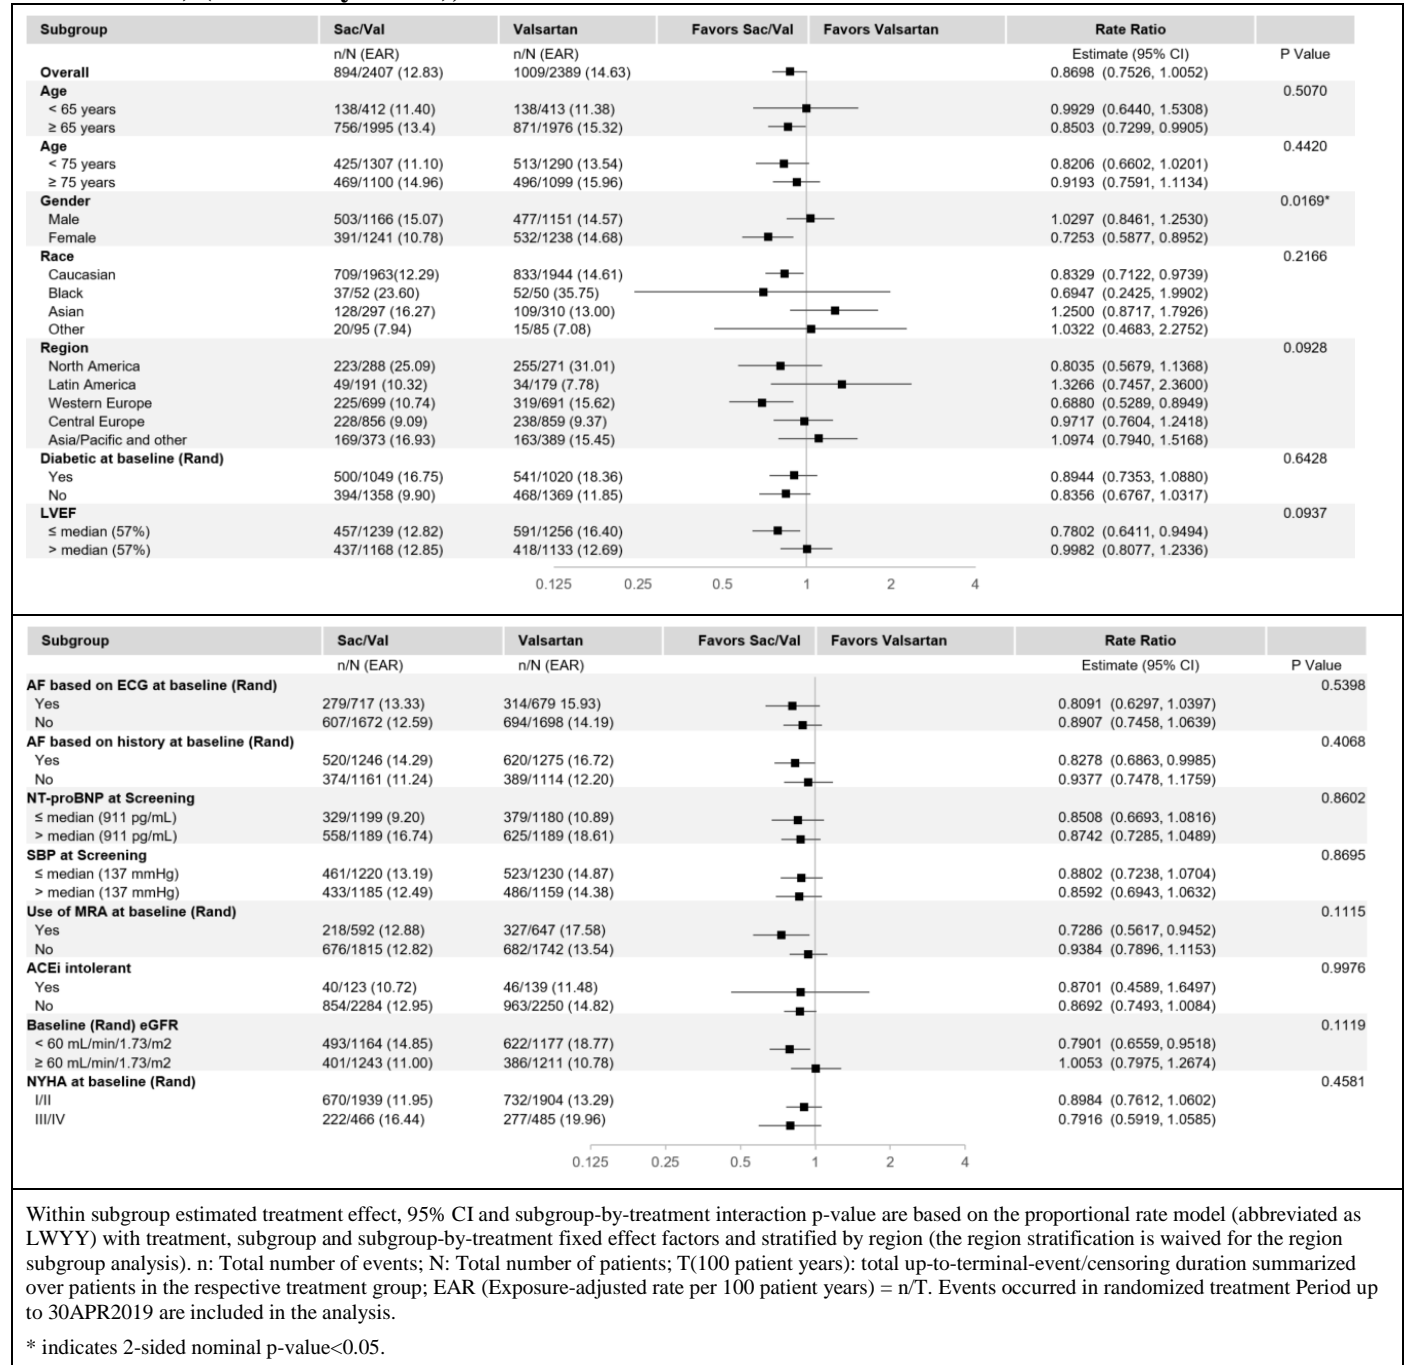 Subgroup Sac/Val Valsartan Favors Sac/Val Favors Valsartan Rate Ratio
n/N (EAR) n/N (EAR) Estimate (95% CI) P Value
Overall 894/2407 (12.83) 1009/2389 (14.63) 0.8698 (0.7526, 1.0052)
Age 0.5070
< 65 years 138/412 (11.40) 138/413 (11.38) 0.9929 (0.6440, 1.5308)
≥ 65 years 756/1995 (13.4) 871/1976 (15.32) 0.8503 (0.7299, 0.9905)
Age 0.4420
< 75 years 425/1307 (11.10) 513/1290 (13.54) 0.8206 (0.6602, 1.0201)
≥ 75 years 469/1100 (14.96) 496/1099 (15.96) 0.9193 (0.7591, 1.1134)
Gender 0.0169*
Male 503/1166 (15.07) 477/1151 (14.57) 1.0297 (0.8461, 1.2530)
Female 391/1241 (10.78) 532/1238 (14.68) 0.7253 (0.5877, 0.8952)
Race 0.2166
Caucasian 709/1963(12.29) 833/1944 (14.61) 0.8329 (0.7122, 0.9739)
Black 37/52 (23.60) 52/50 (35.75) 0.6947 (0.2425, 1.9902)
Asian 128/297 (16.27) 109/310 (13.00) 1.2500 (0.8717, 1.7926)
Other 20/95 (7.94) 15/85 (7.08) 1.0322 (0.4683, 2.2752)
Region 0.0928
North America 223/288 (25.09) 255/271 (31.01) 0.8035 (0.5679, 1.1368)
Latin America 49/191 (10.32) 34/179 (7.78) 1.3266 (0.7457, 2.3600)
Western Europe 225/699 (10.74) 319/691 (15.62) 0.6880 (0.5289, 0.8949)
Central Europe 228/856 (9.09) 238/859 (9.37) 0.9717 (0.7604, 1.2418)
Asia/Pacific and other 169/373 (16.93) 163/389 (15.45) 1.0974 (0.7940, 1.5168)
Diabetic at baseline (Rand) 0.6428
Yes 500/1049 (16.75) 541/1020 (18.36) 0.8944 (0.7353, 1.0880)
No 394/1358 (9.90) 468/1369 (11.85) 0.8356 (0.6767, 1.0317)
LVEF 0.0937
≤ median (57%) 457/1239 (12.82) 591/1256 (16.40) 0.7802 (0.6411, 0.9494)
> median (57%) 437/1168 (12.85) 418/1133 (12.69) 0.9982 (0.8077, 1.2336)
0.125 0.25 0.5 1 2 4
Subgroup Sac/Val Valsartan Favors Sac/Val Favors Valsartan Rate Ratio
n/N (EAR) n/N (EAR) Estimate (95% CI) P Value
AF based on ECG at baseline (Rand) 0.5398
Yes 279/717 (13.33) 314/679 15.93) 0.8091 (0.6297, 1.0397)
No 607/1672 (12.59) 694/1698 (14.19) 0.8907 (0.7458, 1.0639)
AF based on history at baseline (Rand) 0.4068
Yes 520/1246 (14.29) 620/1275 (16.72) 0.8278 (0.6863, 0.9985)
No 374/1161 (11.24) 389/1114 (12.20) 0.9377 (0.7478, 1.1759)
NT-proBNP at Screening 0.8602
≤ median (911 pg/mL) 329/1199 (9.20) 379/1180 (10.89) 0.8508 (0.6693, 1.0816)
> median (911 pg/mL) 558/1189 (16.74) 625/1189 (18.61) 0.8742 (0.7285, 1.0489)
SBP at Screening 0.8695
≤ median (137 mmHg) 461/1220 (13.19) 523/1230 (14.87) 0.8802 (0.7238, 1.0704)
> median (137 mmHg) 433/1185 (12.49) 486/1159 (14.38) 0.8592 (0.6943, 1.0632)
Use of MRA at baseline (Rand) 0.1115
Yes 218/592 (12.88) 327/647 (17.58) 0.7286 (0.5617, 0.9452)
No 676/1815 (12.82) 682/1742 (13.54) 0.9384 (0.7896, 1.1153)
ACEi intolerant 0.9976
Yes 40/123 (10.72) 46/139 (11.48) 0.8701 (0.4589, 1.6497)
No 854/2284 (12.95) 963/2250 (14.82) 0.8692 (0.7493, 1.0084)
Baseline (Rand) eGFR 0.1119
< 60 mL/min/1.73/m2 493/1164 (14.85) 622/1177 (18.77) 0.7901 (0.6559, 0.9518)
≥ 60 mL/min/1.73/m2 401/1243 (11.00) 386/1211 (10.78) 1.0053 (0.7975, 1.2674)
NYHA at baseline (Rand) 0.4581
I/II 670/1939 (11.95) 732/1904 (13.29) 0.8984 (0.7612, 1.0602)
III/IV 222/466 (16.44) 277/485 (19.96) 0.7916 (0.5919, 1.0585)
0.125 0.25 0.5 1 2 4
Within subgroup estimated treatment effect, 95% CI and subgroup-by-treatment interaction p-value are based on the proportional rate model (abbreviated as
LWYY) with treatment, subgroup and subgroup-by-treatment fixed effect factors and stratified by region (the region stratification is waived for the region
subgroup analysis). n: Total number of events; N: Total number of patients; T(100 patient years): total up-to-terminal-event/censoring duration summarized
over patients in the respective treatment group; EAR (Exposure-adjusted rate per 100 patient years) = n/T. Events occurred in randomized treatment Period up
to 30APR2019 are included in the analysis.
* indicates 2-sided nominal p-value<0.05.